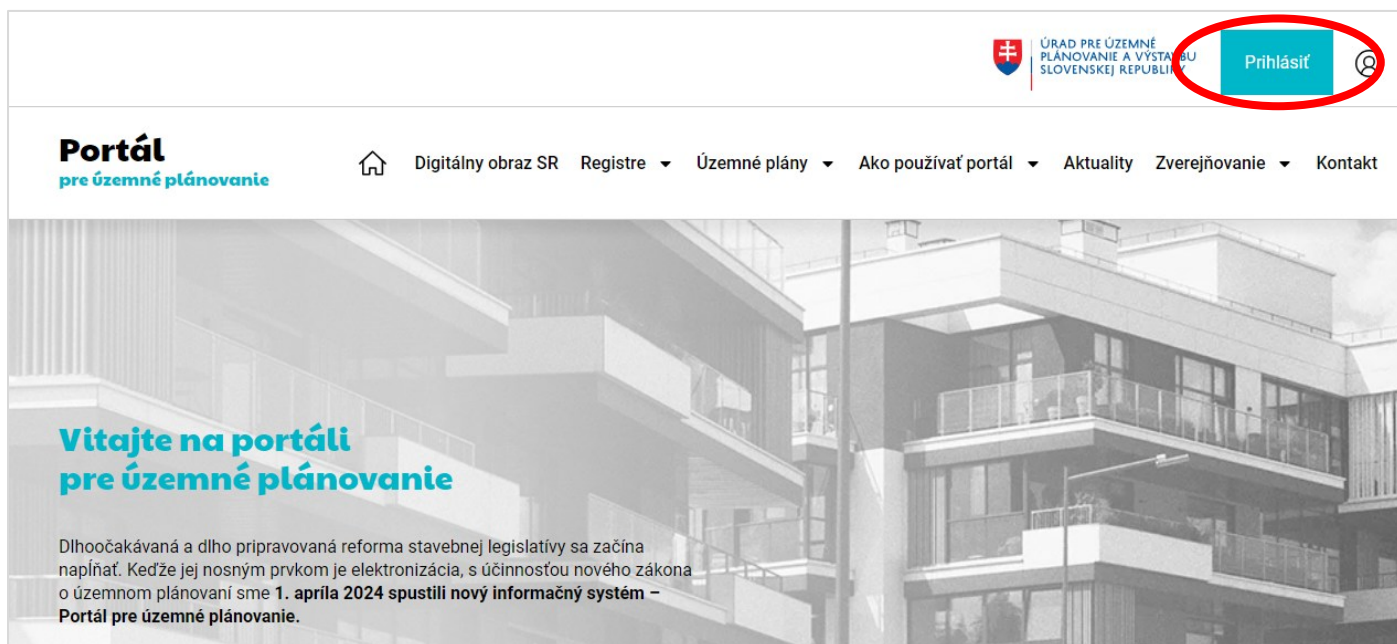 ÚRAD PRE ÚZEMNÉ
PLÁNOVANIE A VÝSTAVBU
SLOVENSKEJ REPUBLIKY
Prihlásiť
Portál
pre územné plánovanie
Digitálny obraz SR Registre Územné plány Ako používať portál Aktuality Zverejňovanie Kontakt
Vitajte na portáli
pre územné plánovanie
Dlhoočakávaná a dlho pripravovaná reforma stavebnej legislatívy sa začína
napĺňať. Keďže jej nosným prvkom je elektronizácia, s účinnosťou nového zákona
o územnom plánovaní sme 1. apríla 2024 spustili nový informačný systém –
Portál pre územné plánovanie.